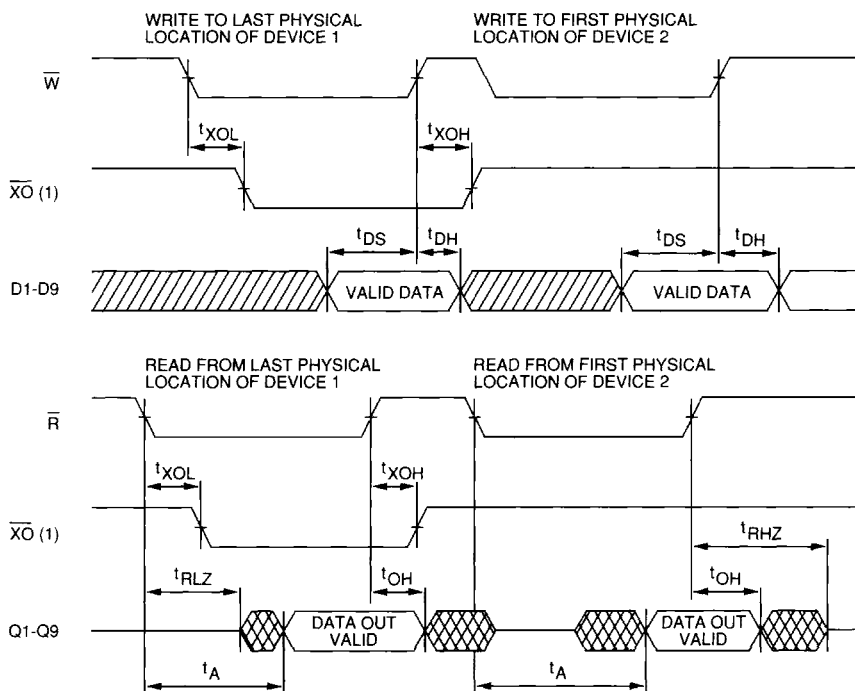 WRITE TO LAST PHYSICAL
LOCATION OF DEVICE 1
WRITE TO FIRST PHYSICAL
LOCATION OF DEVICE 2
W̅
tXOL
tXOH
X̅O̅ (1)
tDS
tDH
tDS
tDH
D1-D9
VALID DATA
VALID DATA
READ FROM LAST PHYSICAL
LOCATION OF DEVICE 1
READ FROM FIRST PHYSICAL
LOCATION OF DEVICE 2
R̅
tXOL
tXOH
X̅O̅ (1)
tRHZ
tRLZ
tOH
tOH
Q1-Q9
DATA OUT
VALID
DATA OUT
VALID
tA
tA